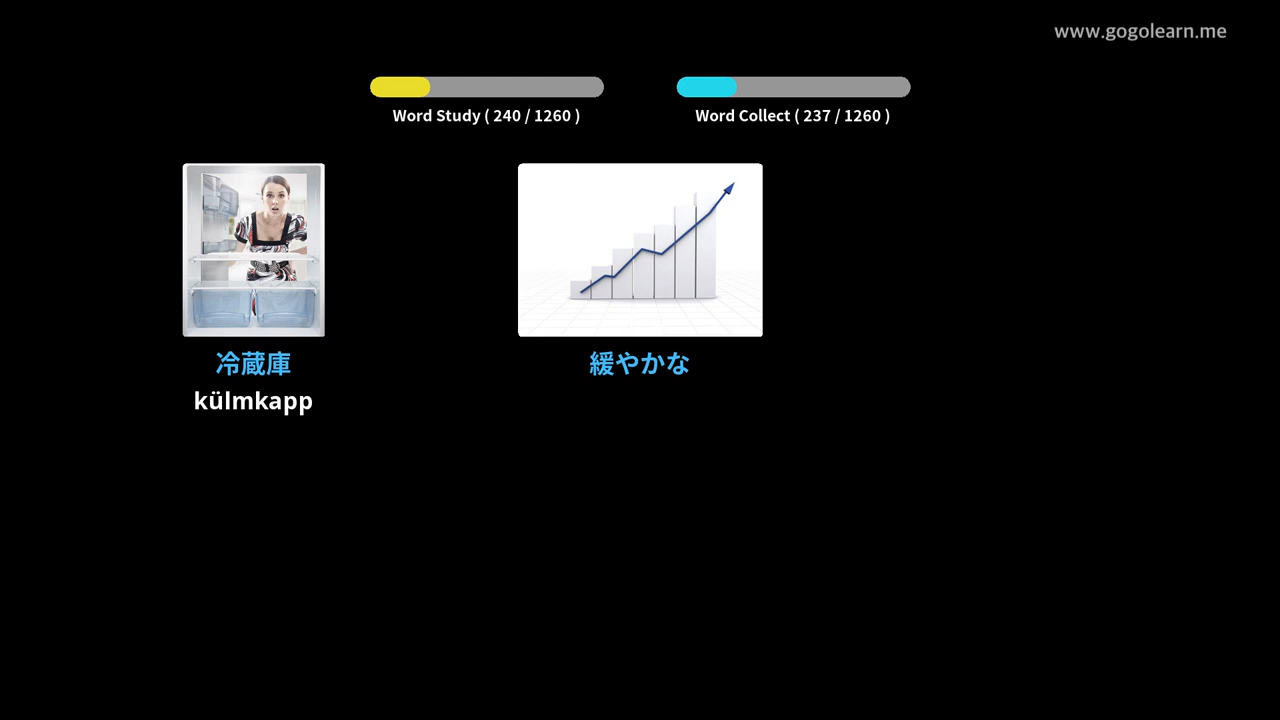 www.gogolearn.me
Word Study ( 240 / 1260 )
Word Collect ( 237 / 1260 )
冷蔵庫
külmkapp
緩やかな